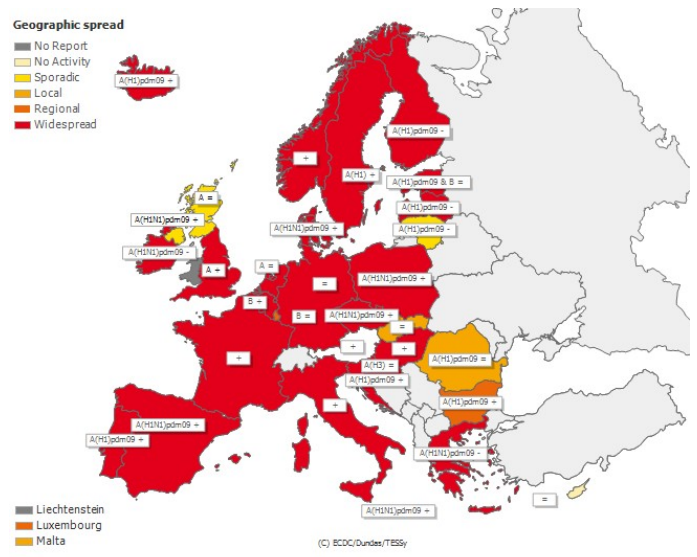 Geographic spread
No Report
No Activity
Sporadic
Local
Regional
Widespread
A(H1)pdm09 +
A(H1)pdm09 -
+
A(H1) +
A(H1)pdm09 & B =
A =
A(H1)pdm09 -
A(H1N1)pdm09 +
A(H1N1)pdm09 +
A(H1)pdm09 -
A(H1N1)pdm09 -
A =
A +
A(H1N1)pdm09 +
=
B +
B =
A(H1N1)pdm09 +
=
+
+
+
A(H1)pdm09 =
A(H3) =
A(H1)pdm09 +
A(H1)pdm09 +
+
A(H1N1)pdm09 +
A(H1)pdm09 +
A(H1N1)pdm09 -
=
A(H1N1)pdm09 +
Liechtenstein
Luxembourg
Malta
(C) ECDC/Dundas/TESSy